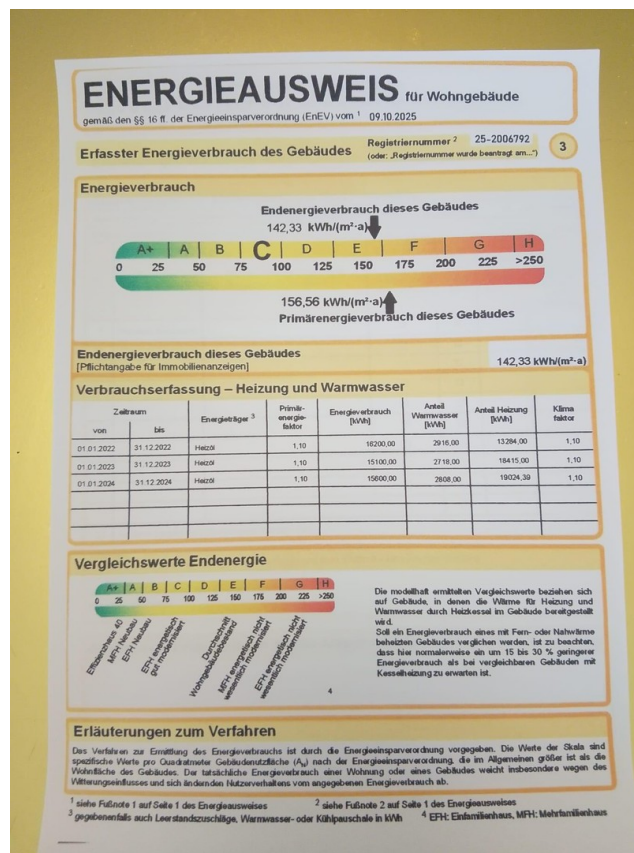 ENERGIEAUSWEIS für Wohngebäude
gemäß den §§ 16 ff. der Energieeinsparverordnung (EnEV) vom ¹ 09.10.2025
Erfasster Energieverbrauch des Gebäudes
Registriernummer ² 25-2006792
(oder: „Registriernummer wurde beantragt am...")
3
Energieverbrauch
Endenergieverbrauch dieses Gebäudes
142,33 kWh/(m²·a)
A+ A B C D E F G H
0 25 50 75 100 125 150 175 200 225 >250
156,56 kWh/(m²·a)
Primärenergieverbrauch dieses Gebäudes
Endenergieverbrauch dieses Gebäudes
[Pflichtangabe für Immobilienanzeigen]
142,33 kWh/(m²·a)
Verbrauchserfassung – Heizung und Warmwasser
Zeitraum
von bis
Energieträger ³
Primär-
energie-
faktor
Energieverbrauch
[kWh]
Anteil
Warmwasser
[kWh]
Anteil Heizung
[kWh]
Klima
faktor
01.01.2022 31.12.2022 Heizöl 1,10 16200,00 2916,00 13284,00 1,10
01.01.2023 31.12.2023 Heizöl 1,10 15100,00 2718,00 18415,00 1,10
01.01.2024 31.12.2024 Heizöl 1,10 15600,00 2808,00 19024,39 1,10
Vergleichswerte Endenergie
A+ A B C D E F G H
0 25 50 75 100 125 150 175 200 225 >250
Effizienzhaus 40
MFH Neubau
EFH Neubau
EFH energetisch
gut modernisiert
Durchschnitt
Wohngebäudebestand
MFH energetisch nicht
wesentlich modernisiert
EFH energetisch nicht
wesentlich modernisiert
4
Die modellhaft ermittelten Vergleichswerte beziehen sich
auf Gebäude, in denen die Wärme für Heizung und
Warmwasser durch Heizkessel im Gebäude bereitgestellt
wird.
Soll ein Energieverbrauch eines mit Fern- oder Nahwärme
beheizten Gebäudes verglichen werden, ist zu beachten,
dass hier normalerweise ein um 15 bis 30 % geringerer
Energieverbrauch als bei vergleichbaren Gebäuden mit
Kesselheizung zu erwarten ist.
Erläuterungen zum Verfahren
Das Verfahren zur Ermittlung des Energieverbrauchs ist durch die Energieeinsparverordnung vorgegeben. Die Werte der Skala sind
spezifische Werte pro Quadratmeter Gebäudenutzfläche (A_N) nach der Energieeinsparverordnung, die im Allgemeinen größer ist als die
Wohnfläche des Gebäudes. Der tatsächliche Energieverbrauch einer Wohnung oder eines Gebäudes weicht insbesondere wegen des
Witterungseinflusses und sich ändernden Nutzerverhaltens vom angegebenen Energieverbrauch ab.
¹ siehe Fußnote 1 auf Seite 1 des Energieausweises ² siehe Fußnote 2 auf Seite 1 des Energieausweises
³ gegebenenfalls auch Leerstandszuschläge, Warmwasser- oder Kühlpauschale in kWh ⁴ EFH: Einfamilienhaus, MFH: Mehrfamilienhaus